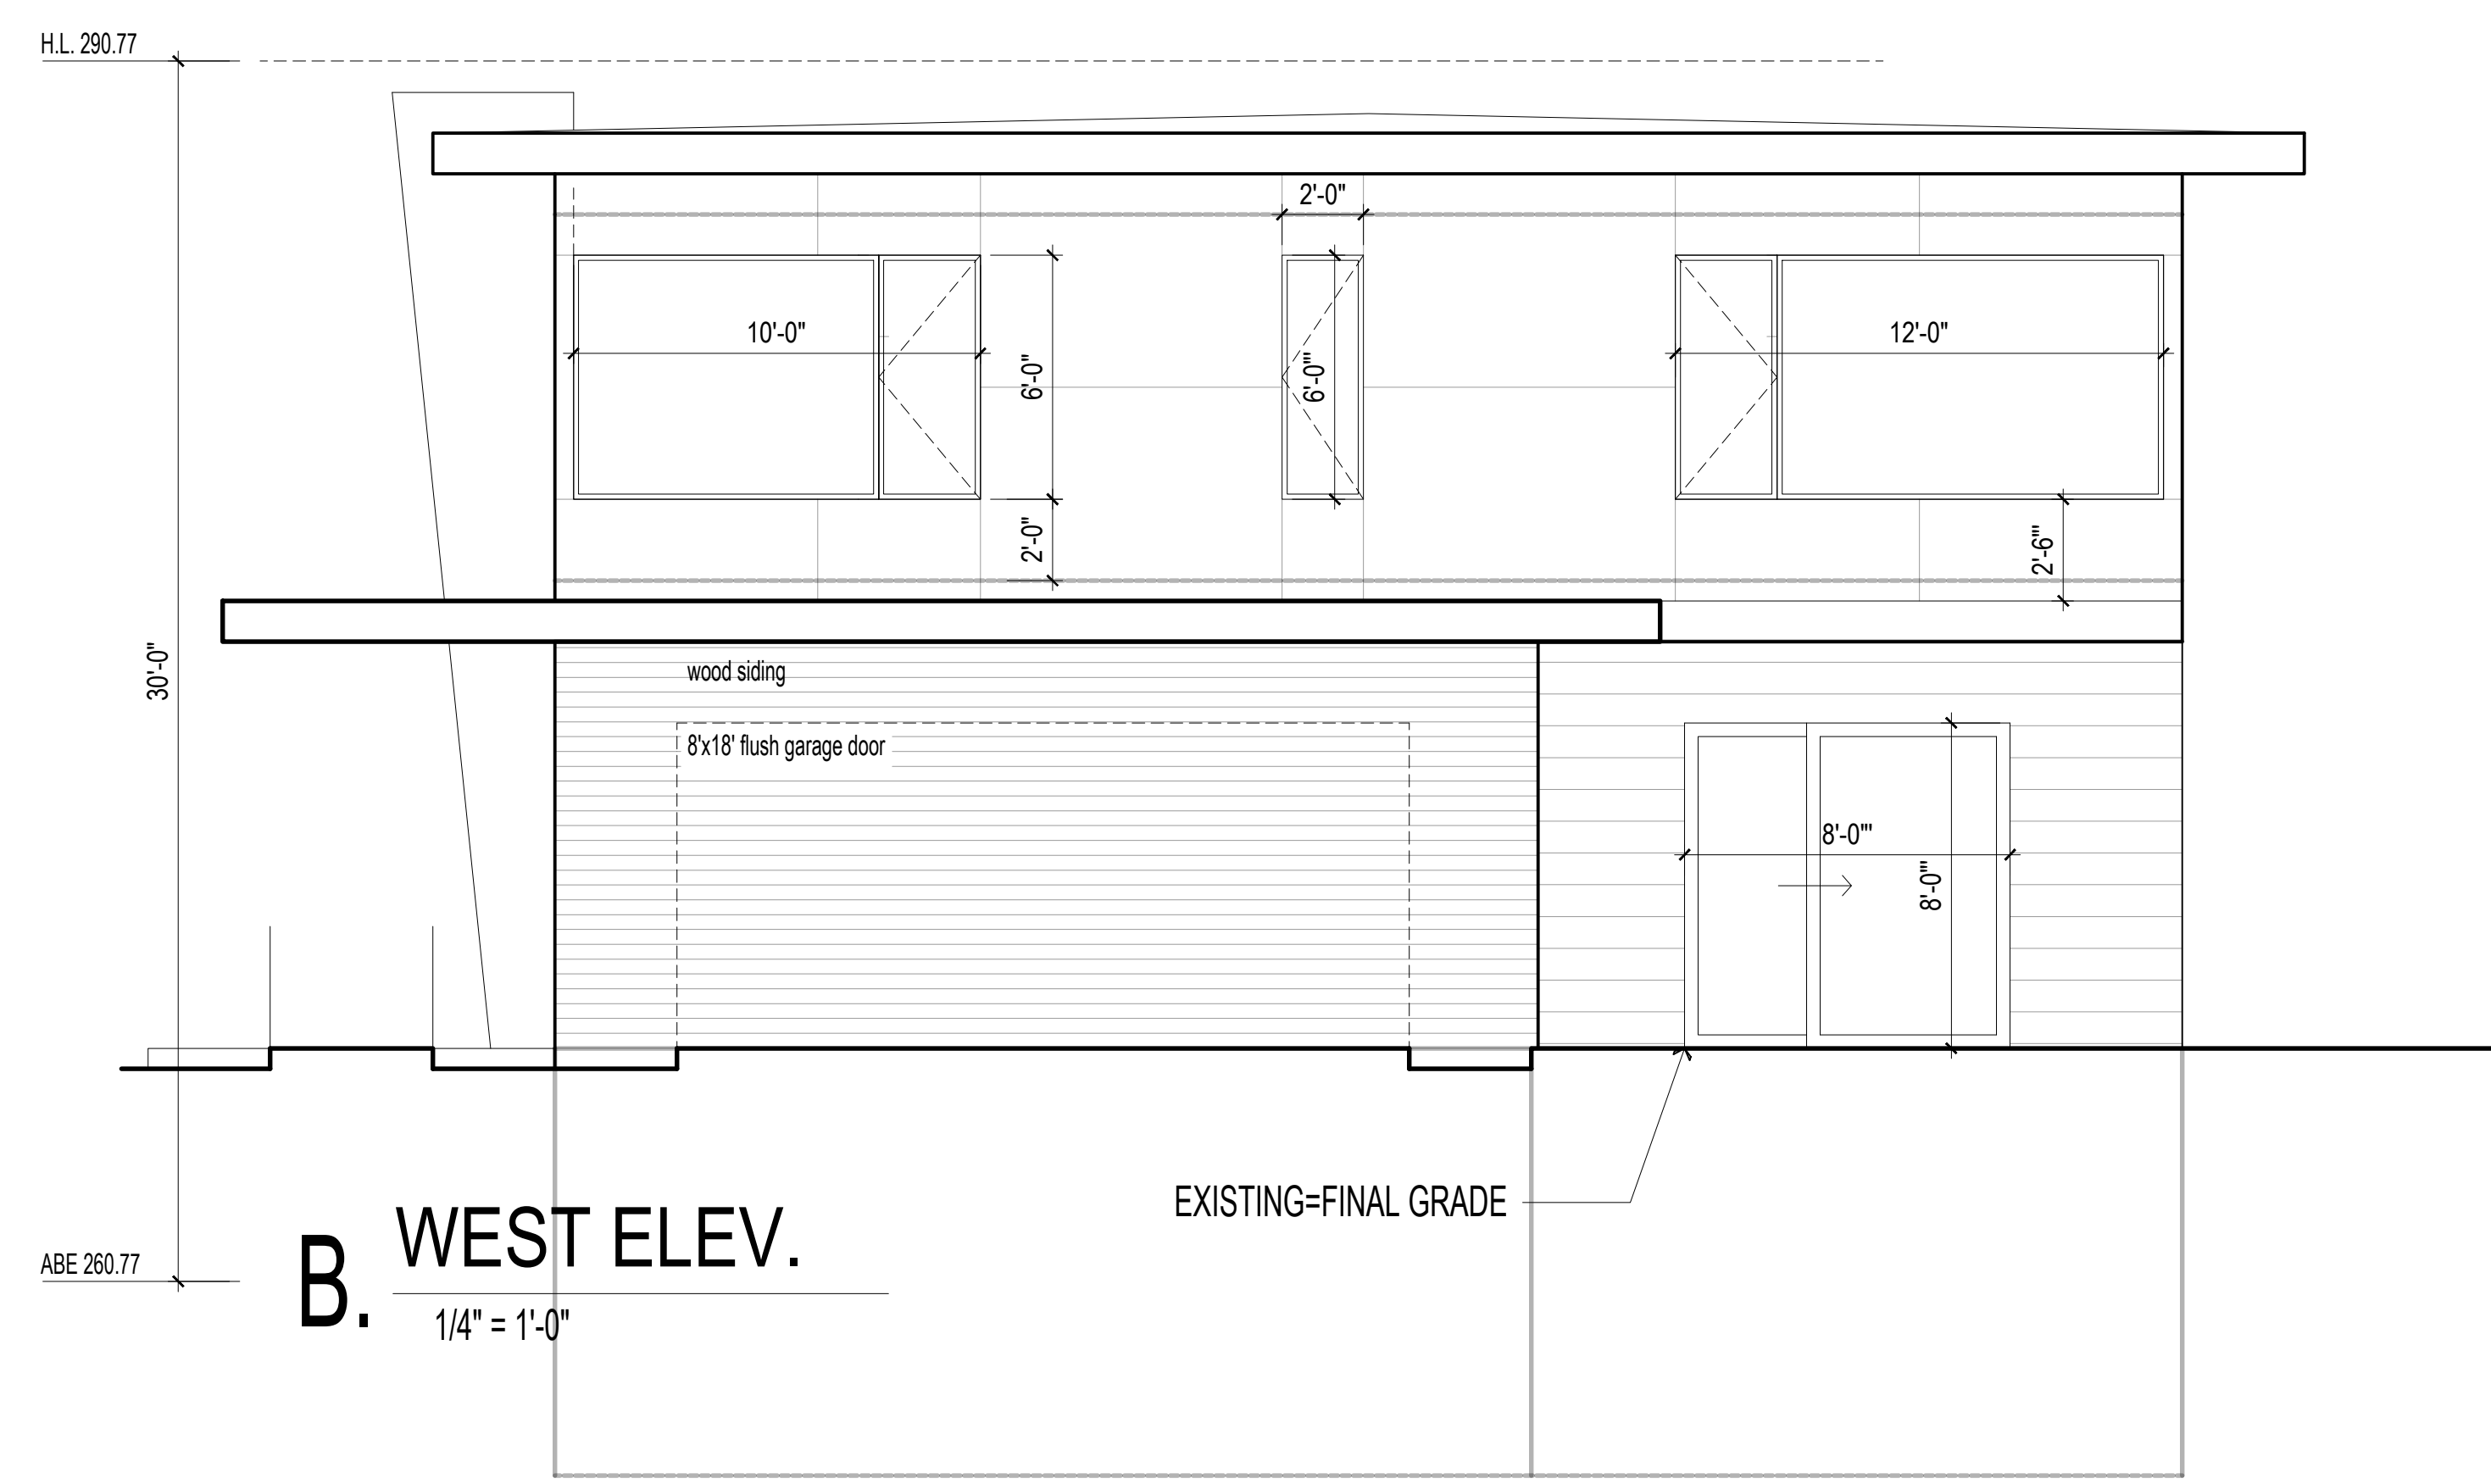 H.L. 290.77
2'-0"
10'-0"
12'-0"
6'-0"
6'-0'"
2'-0"
2'-6'"
30'-0"
wood siding
8'x18' flush garage door
8'-0'"
8'-0'"
EXISTING=FINAL GRADE
ABE 260.77
B. WEST ELEV.
1/4" = 1'-0"